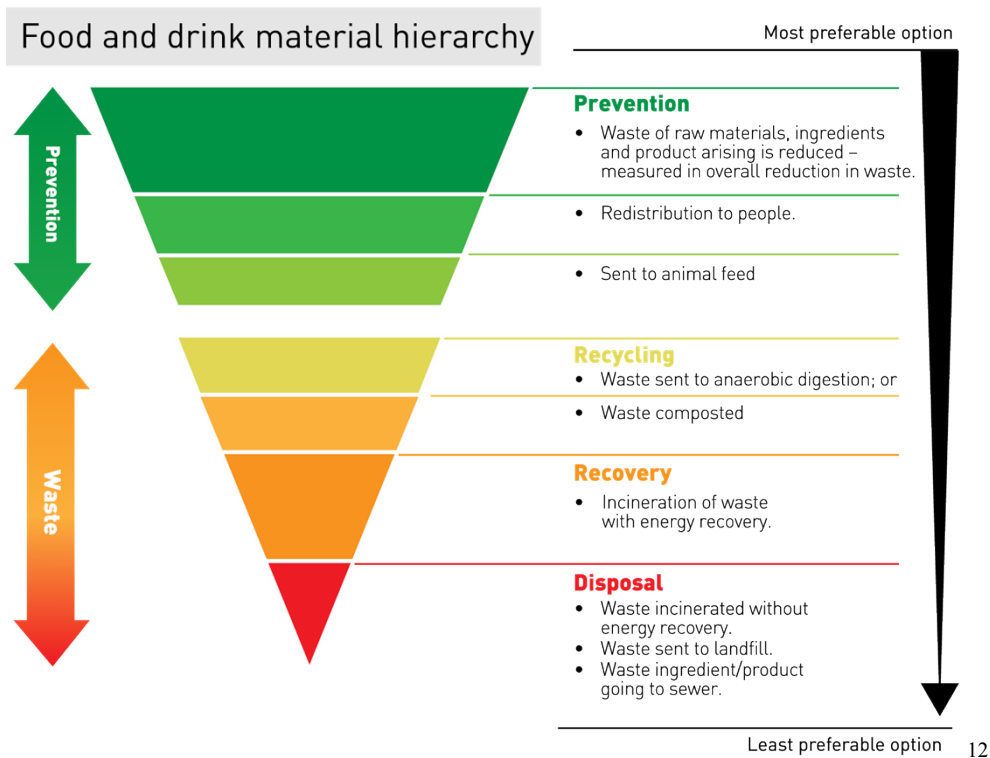 Food and drink material hierarchy
Most preferable option
Prevention
Prevention
• Waste of raw materials, ingredients
and product arising is reduced –
measured in overall reduction in waste.
• Redistribution to people.
• Sent to animal feed
Waste
Recycling
• Waste sent to anaerobic digestion; or
• Waste composted
Recovery
• Incineration of waste
with energy recovery.
Disposal
• Waste incinerated without
energy recovery.
• Waste sent to landfill.
• Waste ingredient/product
going to sewer.
Least preferable option
12